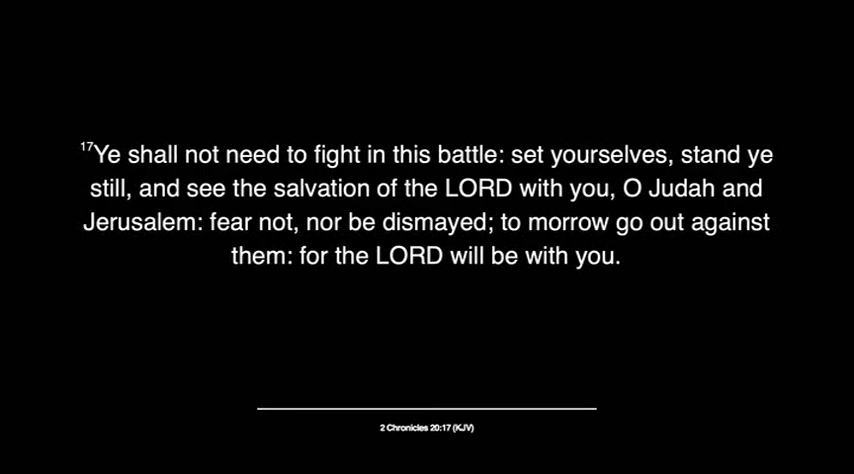 17Ye shall not need to fight in this battle: set yourselves, stand ye
still, and see the salvation of the LORD with you, O Judah and
Jerusalem: fear not, nor be dismayed; to morrow go out against
them: for the LORD will be with you.
2 Chronicles 20:17 (KJV)